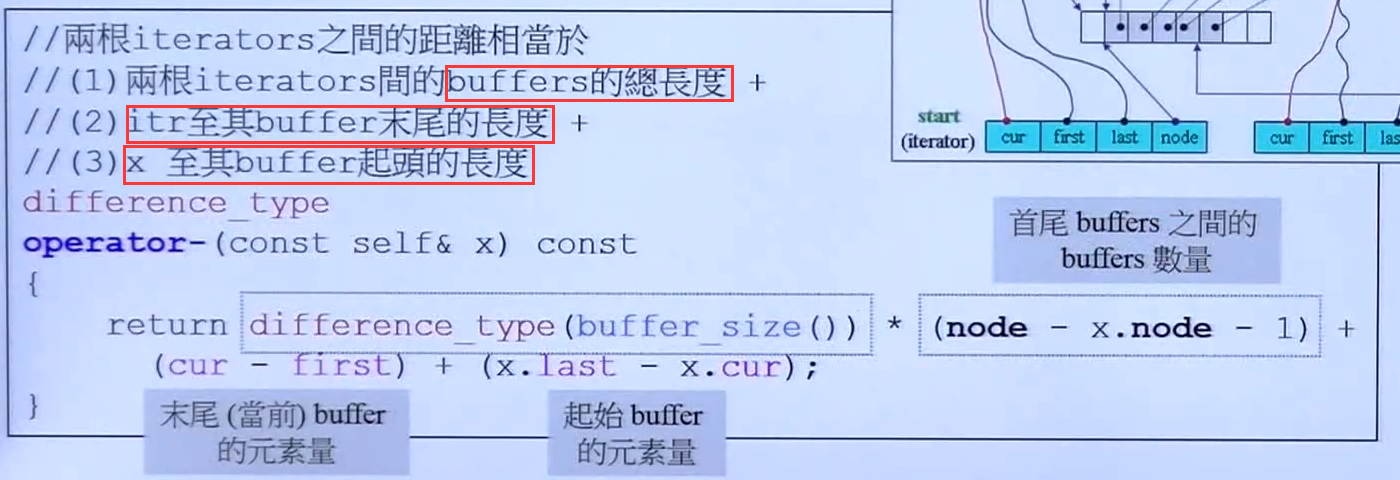 //兩根iterators之間的距離相當於
//(1)兩根iterators間的buffers的總長度 +
//(2)itr至其buffer末尾的長度 +
//(3)x 至其buffer起頭的長度
difference_type
operator-(const self& x) const
{
return difference_type(buffer_size()) * (node - x.node - 1) +
(cur - first) + (x.last - x.cur);
}
末尾 (當前) buffer
的元素量
起始 buffer
的元素量
首尾 buffers 之間的
buffers 數量
start
(iterator)
cur first last node
cur first